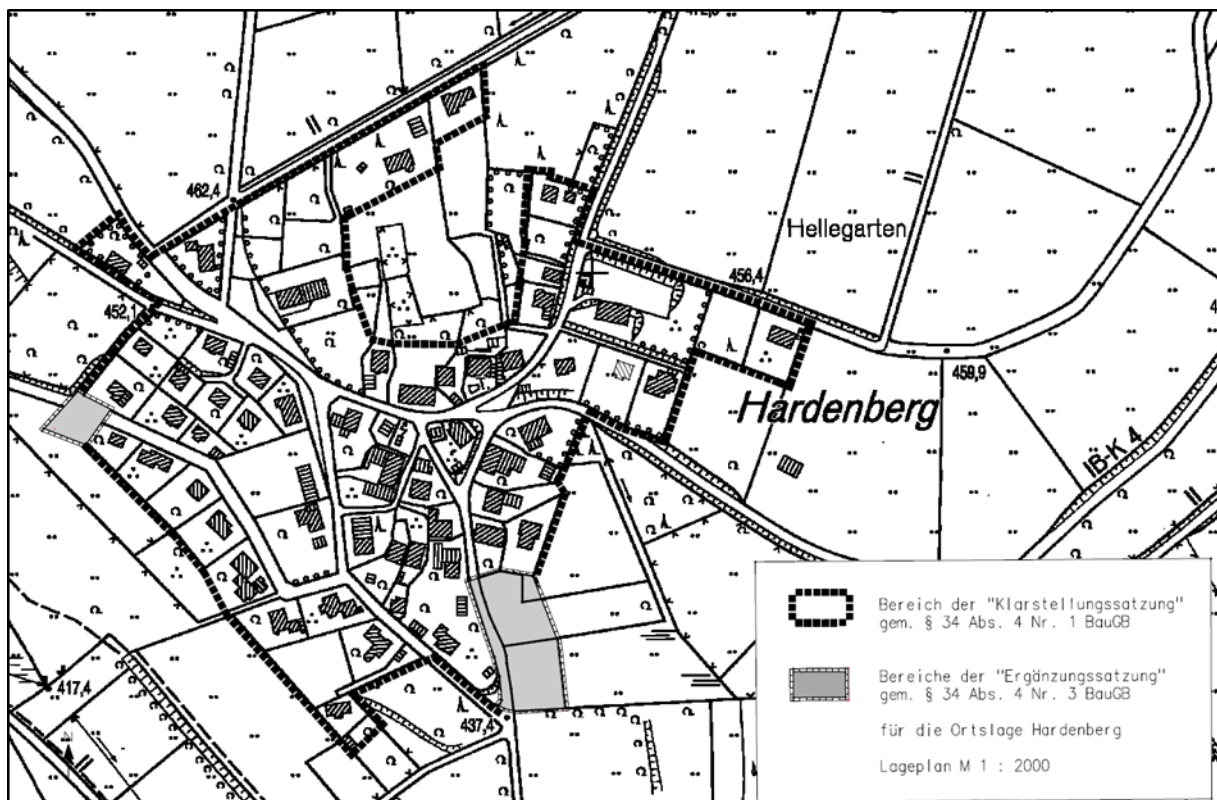 462,4
Hellegarten
456,4
452,1
459,9
Hardenberg
IB-K 4
417,4
437,4
Bereich der "Klarstellungssatzung"
gem. § 34 Abs. 4 Nr. 1 BauGB
Bereiche der "Ergänzungssatzung"
gem. § 34 Abs. 4 Nr. 3 BauGB
für die Ortslage Hardenberg
Lageplan M 1 : 2000